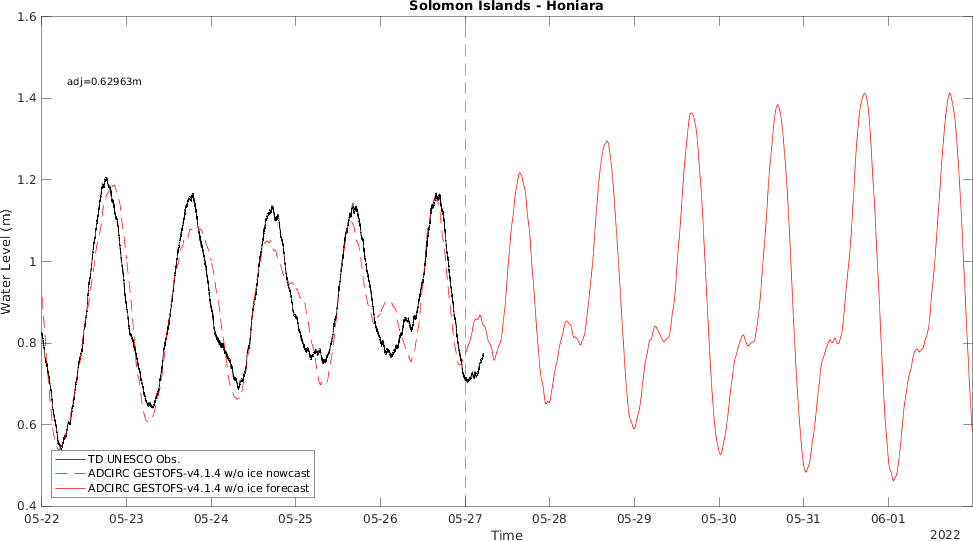 Solomon Islands - Honiara
1.6
adj=0.62963m
1.4
1.2
1
0.8
0.6
0.4
Water Level (m)
TD UNESCO Obs.
ADCIRC GESTOFS-v4.1.4 w/o ice nowcast
ADCIRC GESTOFS-v4.1.4 w/o ice forecast
05-22 05-23 05-24 05-25 05-26 05-27 05-28 05-29 05-30 05-31 06-01
Time
2022